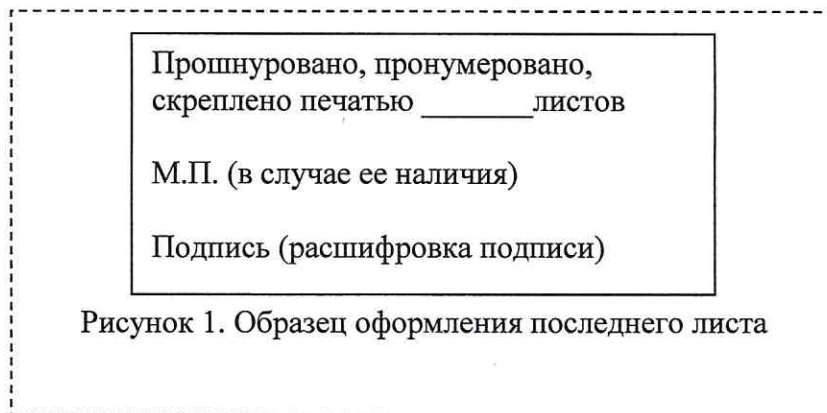 Прошнуровано, пронумеровано,
скреплено печатью _______листов
М.П. (в случае ее наличия)
Подпись (расшифровка подписи)
Рисунок 1. Образец оформления последнего листа